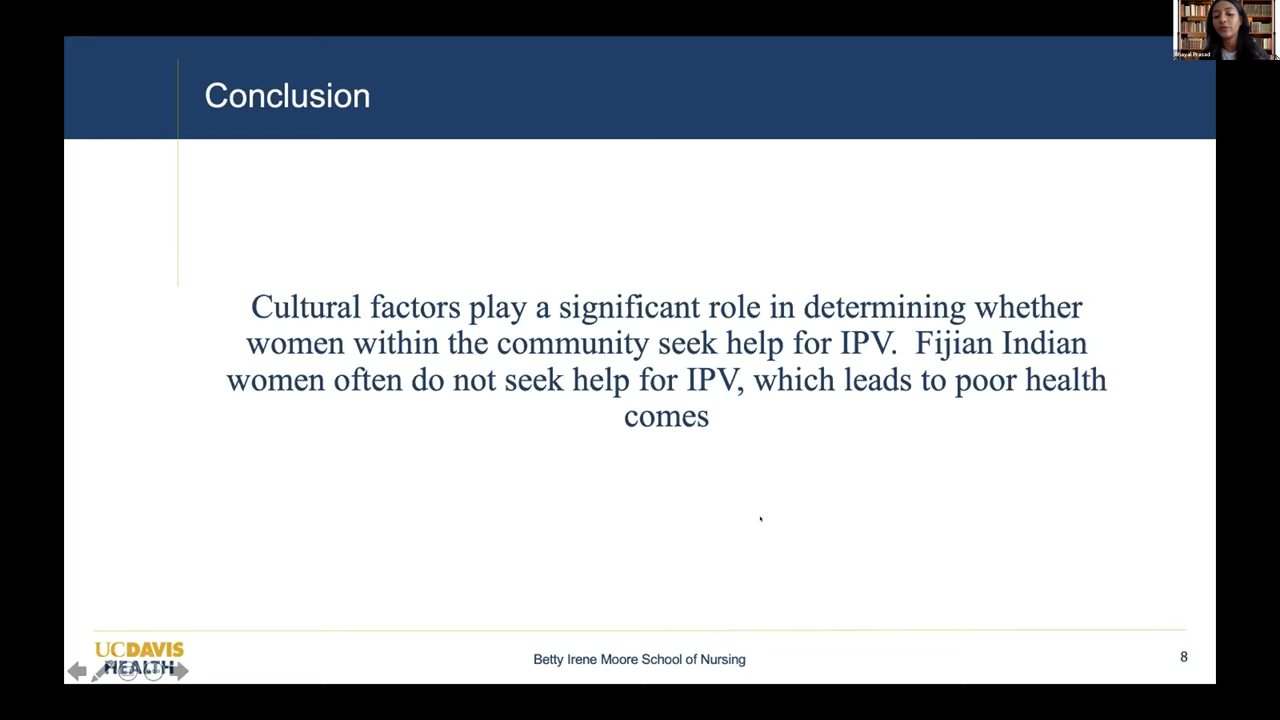 Conclusion
Cultural factors play a significant role in determining whether
women within the community seek help for IPV.  Fijian Indian
women often do not seek help for IPV, which leads to poor health
comes
UCDAVIS
HEALTH
Betty Irene Moore School of Nursing
8
Prasad